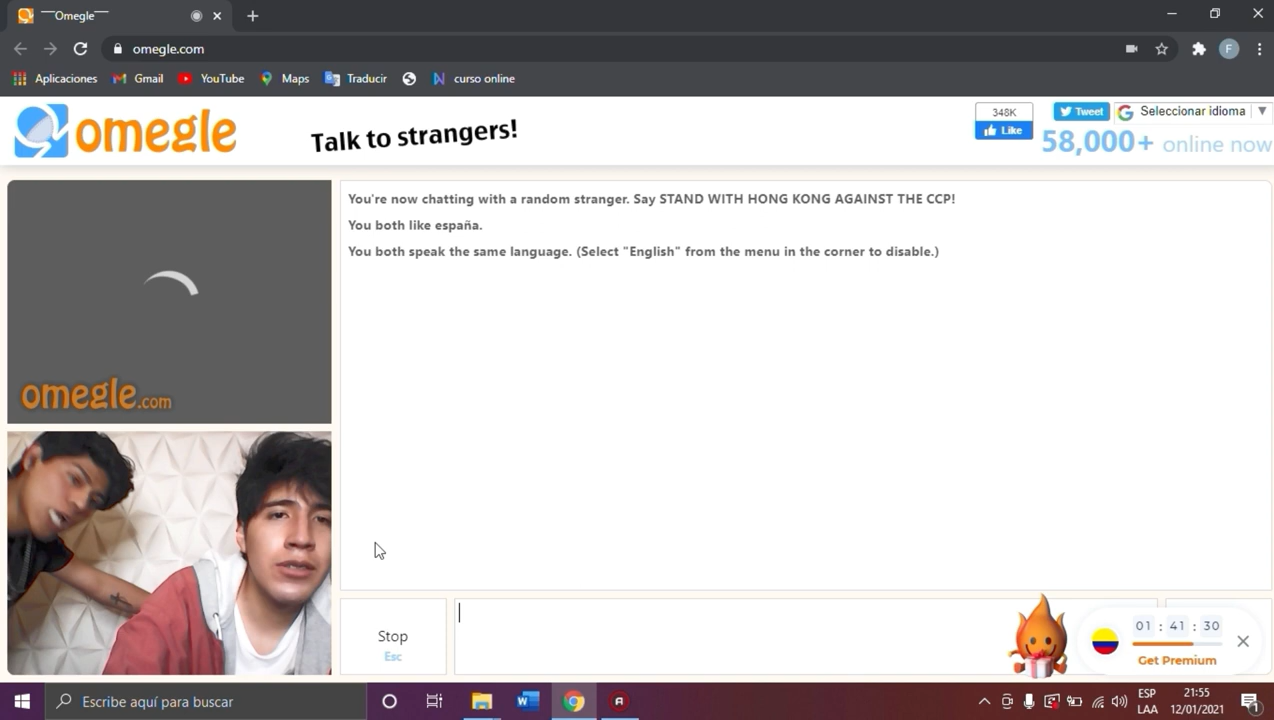 Omegle
omegle.com
Aplicaciones
Gmail
YouTube
Maps
Traducir
curso online
omegle
Talk to strangers!
348K
Like
Tweet
Seleccionar idioma
58,000+ online now
You're now chatting with a random stranger. Say STAND WITH HONG KONG AGAINST THE CCP!
You both like españa.
You both speak the same language. (Select "English" from the menu in the corner to disable.)
omegle.com
Stop
Esc
01 : 41 : 30
Get Premium
Escribe aquí para buscar
ESP
LAA
21:55
12/01/2021